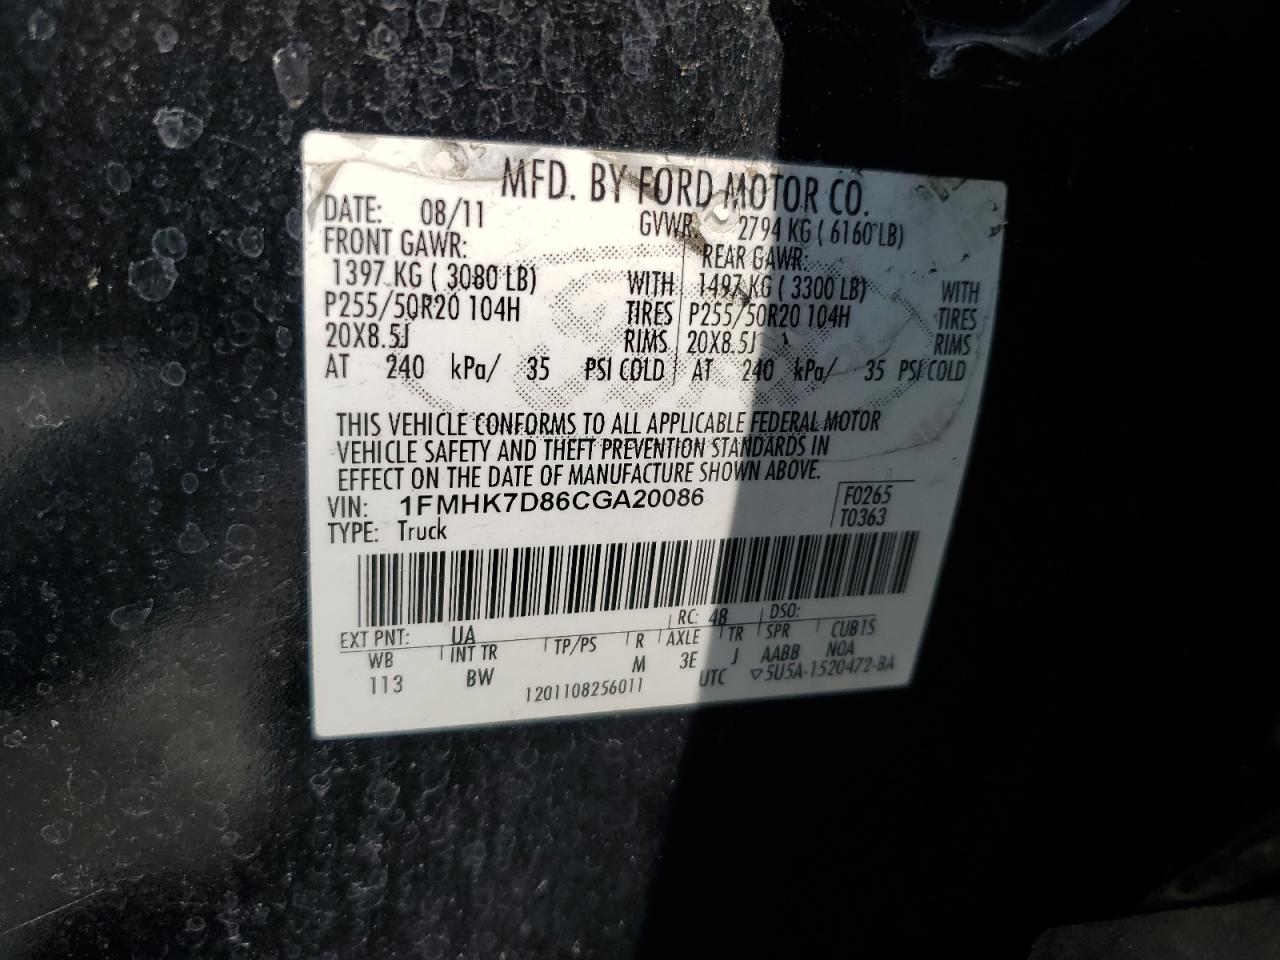 MFD. BY FORD MOTOR CO.
DATE: 08/11 GVWR: 2794 KG ( 6160 LB)
FRONT GAWR: REAR GAWR:
1397 KG ( 3080 LB) WITH 1497 KG ( 3300 LB) WITH
P255/50R20 104H TIRES P255/50R20 104H TIRES
20X8.5J RIMS 20X8.5J RIMS
AT 240 kPa/ 35 PSI COLD AT 240 kPa/ 35 PSI COLD
THIS VEHICLE CONFORMS TO ALL APPLICABLE FEDERAL MOTOR
VEHICLE SAFETY AND THEFT PREVENTION STANDARDS IN
EFFECT ON THE DATE OF MANUFACTURE SHOWN ABOVE.
VIN: 1FMHK7D86CGA20086 F0265
TYPE: Truck T0363
EXT PNT: UA RC: 48 DSO:
WB INT TR TP/PS R AXLE TR SPR CUB1S
113 BW M 3E J AABB N0A
1201108256011 UTC ▽5U5A-1520472-BA